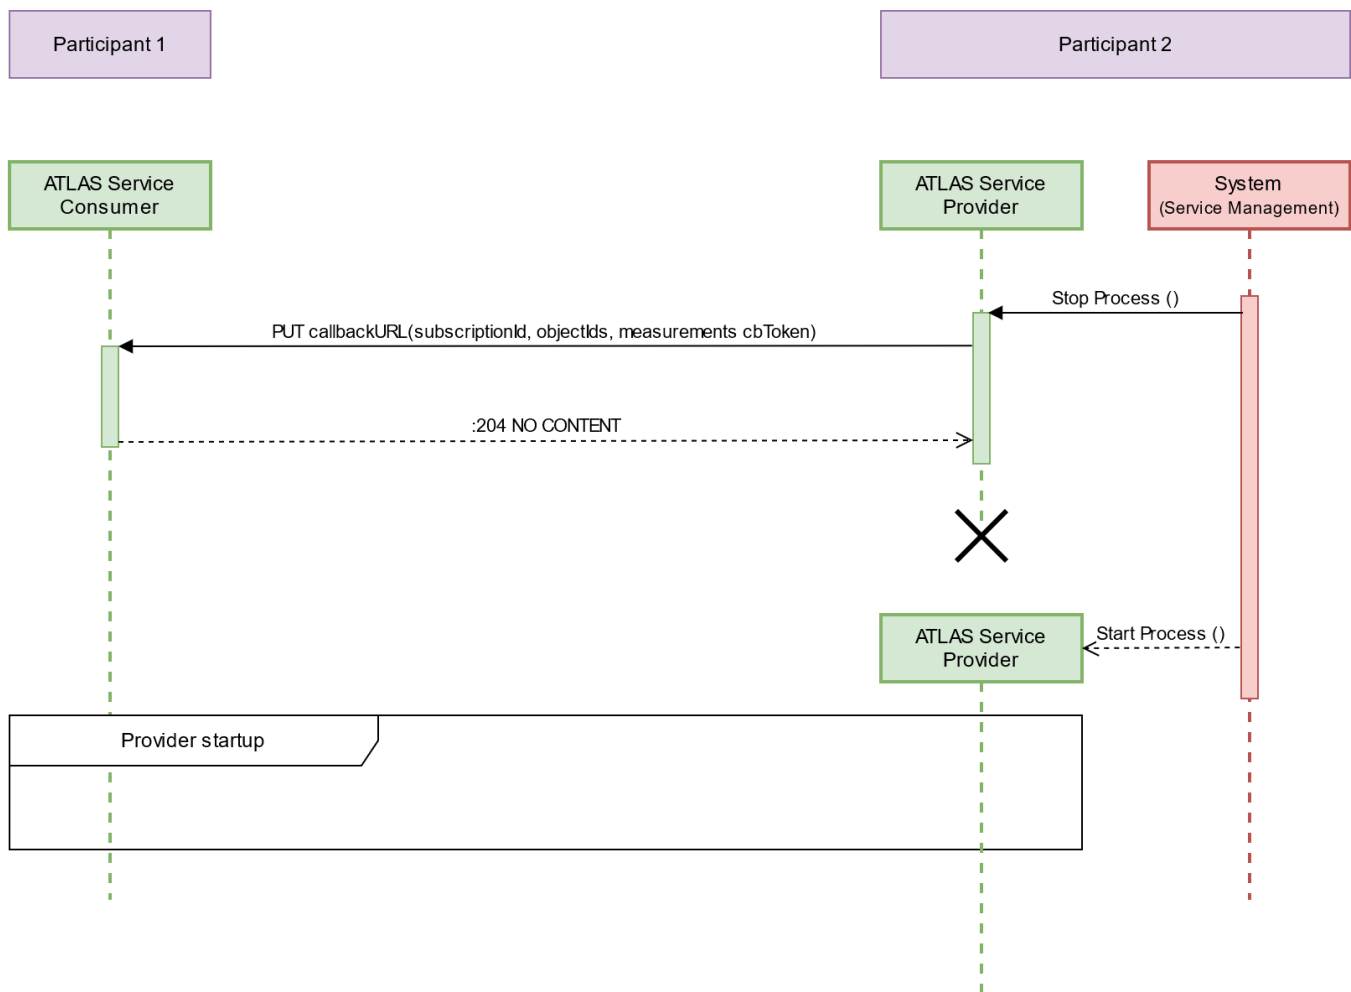 Participant 1
Participant 2
ATLAS Service
Consumer
ATLAS Service
Provider
System
(Service Management)
Stop Process ()
PUT callbackURL(subscriptionId, objectIds, measurements cbToken)
:204 NO CONTENT
ATLAS Service
Provider
Start Process ()
Provider startup